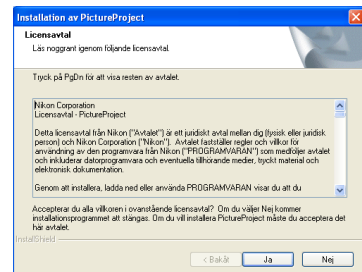 Installation av PictureProject
Licensavtal
Läs noggrant igenom följande licensavtal.
Tryck på PgDn för att visa resten av avtalet.
Nikon Corporation
Licensavtal - PictureProject
Detta licensavtal från Nikon ("Avtalet") är ett juridiskt avtal mellan dig (fysisk eller juridisk
person) och Nikon Corporation ("Nikon"). Avtalet fastställer regler och villkor för
användning av den programvara från Nikon ("PROGRAMVARAN") som medföljer avtalet
och inkluderar datorprogramvara och eventuella tillhörande medier, tryckt material och
elektronisk dokumentation.
Genom att installera, ladda ned eller använda PROGRAMVARAN visar du att du
Accepterar du alla villkoren i ovanstående licensavtal? Om du väljer Nej kommer
installationsprogrammet att stängas. Om du vill installera PictureProject måste du acceptera det
här avtalet.
InstallShield
< Bakåt
Ja
Nej